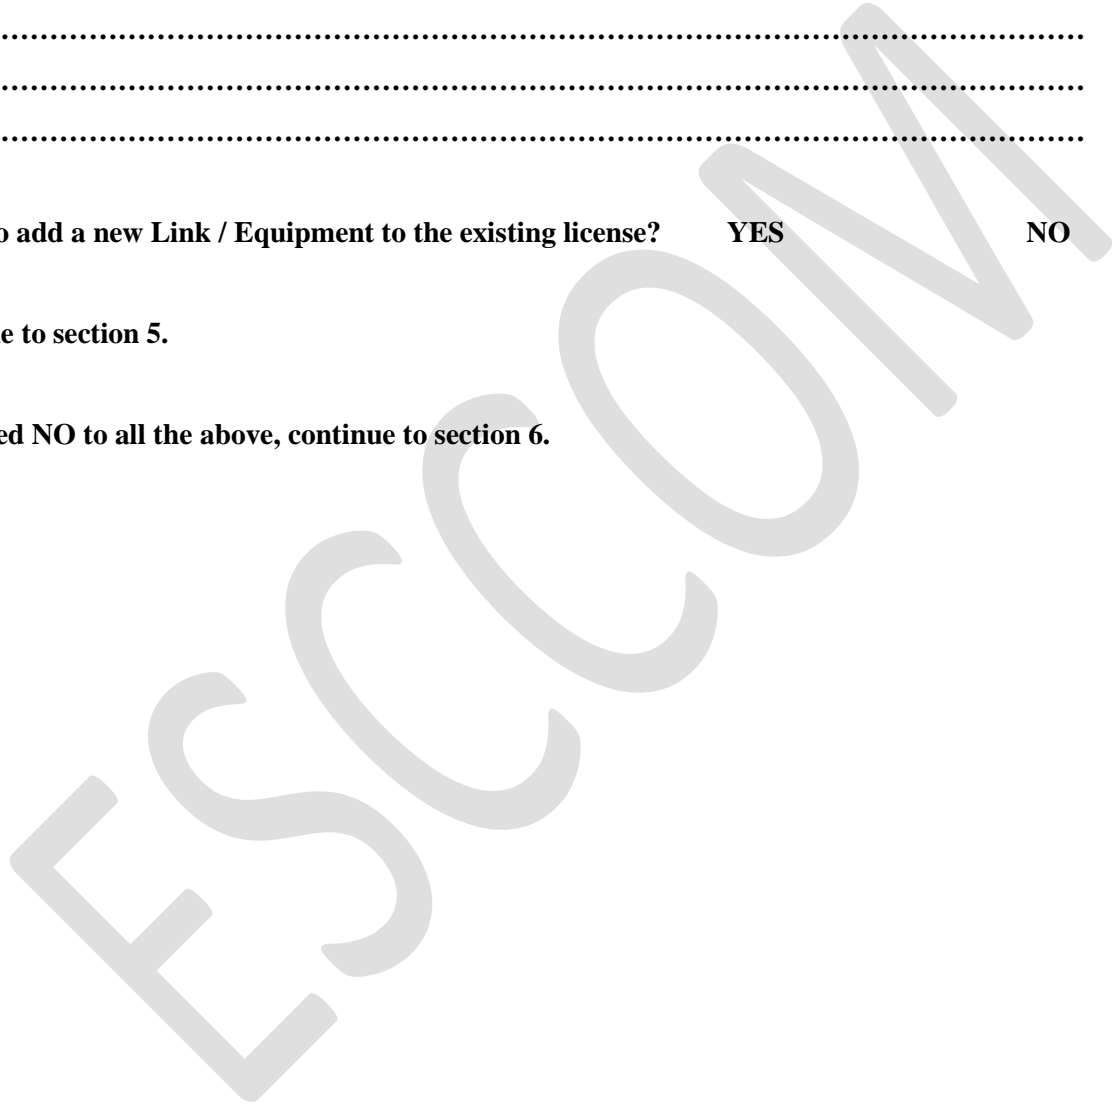 ……………………………………………………………………………………………
……………………………………………………………………………………………
……………………………………………………………………………………………
o add a new Link / Equipment to the existing license? YES NO
e to section 5.
ed NO to all the above, continue to section 6.
ESCCOM